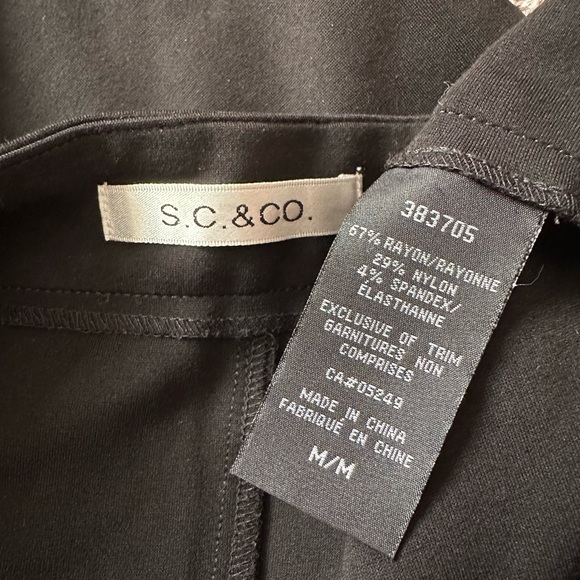 S.C.&CO.
383705
67% RAYON/RAYONNE
29% NYLON
4% SPANDEX/
ÉLASTHANNE
EXCLUSIVE OF TRIM
GARNITURES NON
COMPRISES
CA#05249
MADE IN CHINA
FABRIQUÉ EN CHINE
M/M